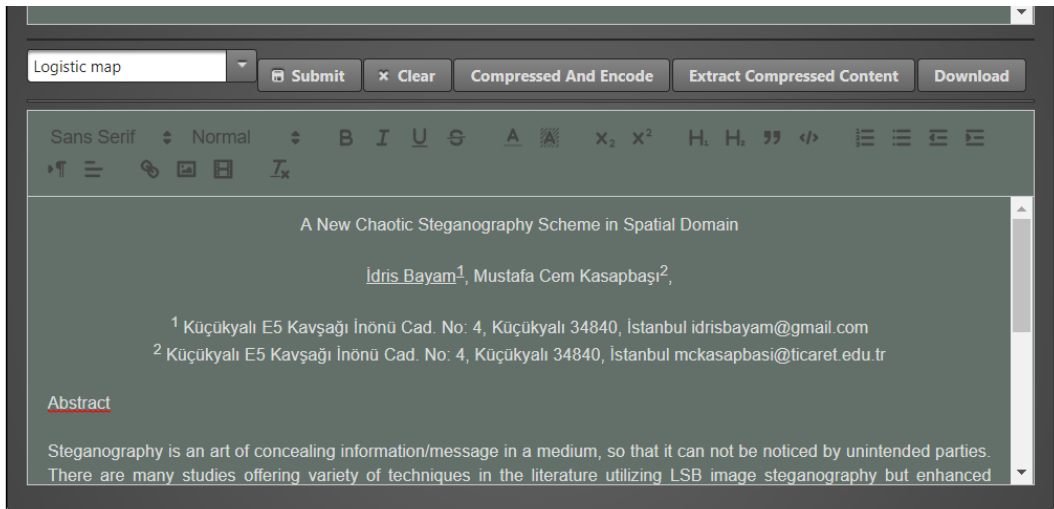 Logistic map
Submit
Clear
Compressed And Encode
Extract Compressed Content
Download
Sans Serif
Normal
B I U S A A X₂ X² H₁ H₂ ” </>
A New Chaotic Steganography Scheme in Spatial Domain
İdris Bayam1, Mustafa Cem Kasapbaşı2,
1 Küçükyalı E5 Kavşağı İnönü Cad. No: 4, Küçükyalı 34840, İstanbul idrisbayam@gmail.com
2 Küçükyalı E5 Kavşağı İnönü Cad. No: 4, Küçükyalı 34840, İstanbul mckasapbasi@ticaret.edu.tr
Abstract
Steganography is an art of concealing information/message in a medium, so that it can not be noticed by unintended parties.
There are many studies offering variety of techniques in the literature utilizing LSB image steganography but enhanced